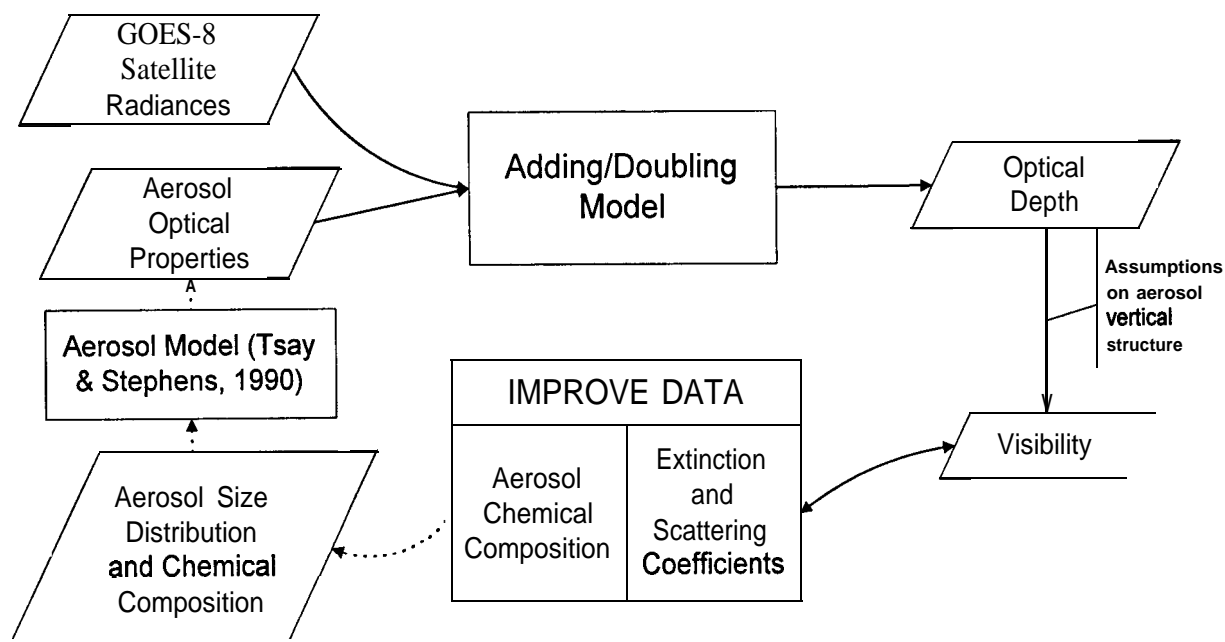 GOES-8
Satellite
Radiances
Adding/Doubling
Model
Optical
Depth
Aerosol
Optical
Properties
Assumptions
on aerosol
vertical
structure
Aerosol Model (Tsay
& Stephens, 1990)
IMPROVE DATA
Aerosol
Chemical
Composition
Extinction
and
Scattering
Coefficients
Visibility
Aerosol Size
Distribution
and Chemical
Composition